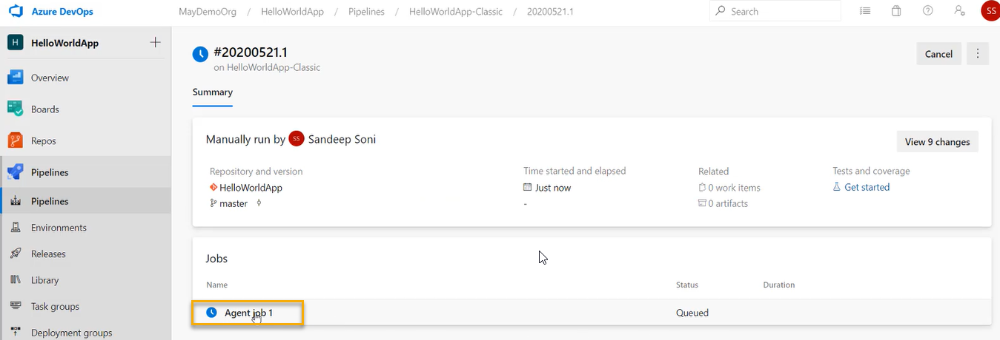 Azure DevOps
MayDemoOrg / HelloWorldApp / Pipelines / HelloWorldApp-Classic / 20200521.1
Search
SS
H HelloWorldApp
Overview
Boards
Repos
Pipelines
Pipelines
Environments
Releases
Library
Task groups
Deployment groups
#20200521.1
on HelloWorldApp-Classic
Cancel
Summary
Manually run by SS Sandeep Soni
View 9 changes
Repository and version
HelloWorldApp
master
Time started and elapsed
Just now
-
Related
0 work items
0 artifacts
Tests and coverage
Get started
Jobs
Name Status Duration
Agent job 1 Queued